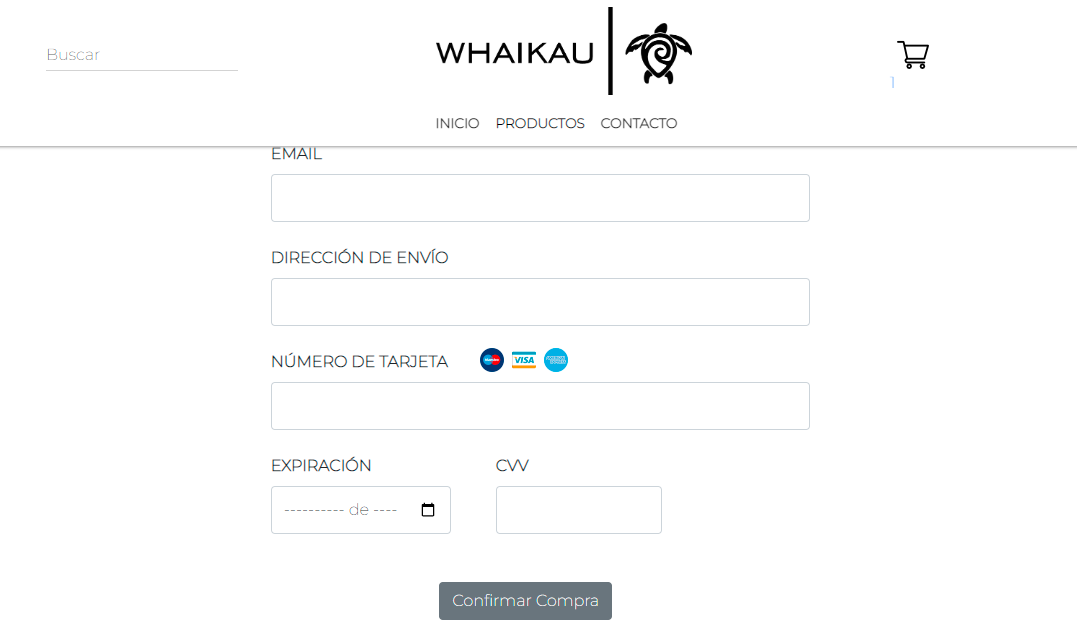 Buscar
WHAIKAU
1
INICIO PRODUCTOS CONTACTO
EMAIL
DIRECCIÓN DE ENVÍO
NÚMERO DE TARJETA VISA
EXPIRACIÓN CVV
---------- de ----
Confirmar Compra